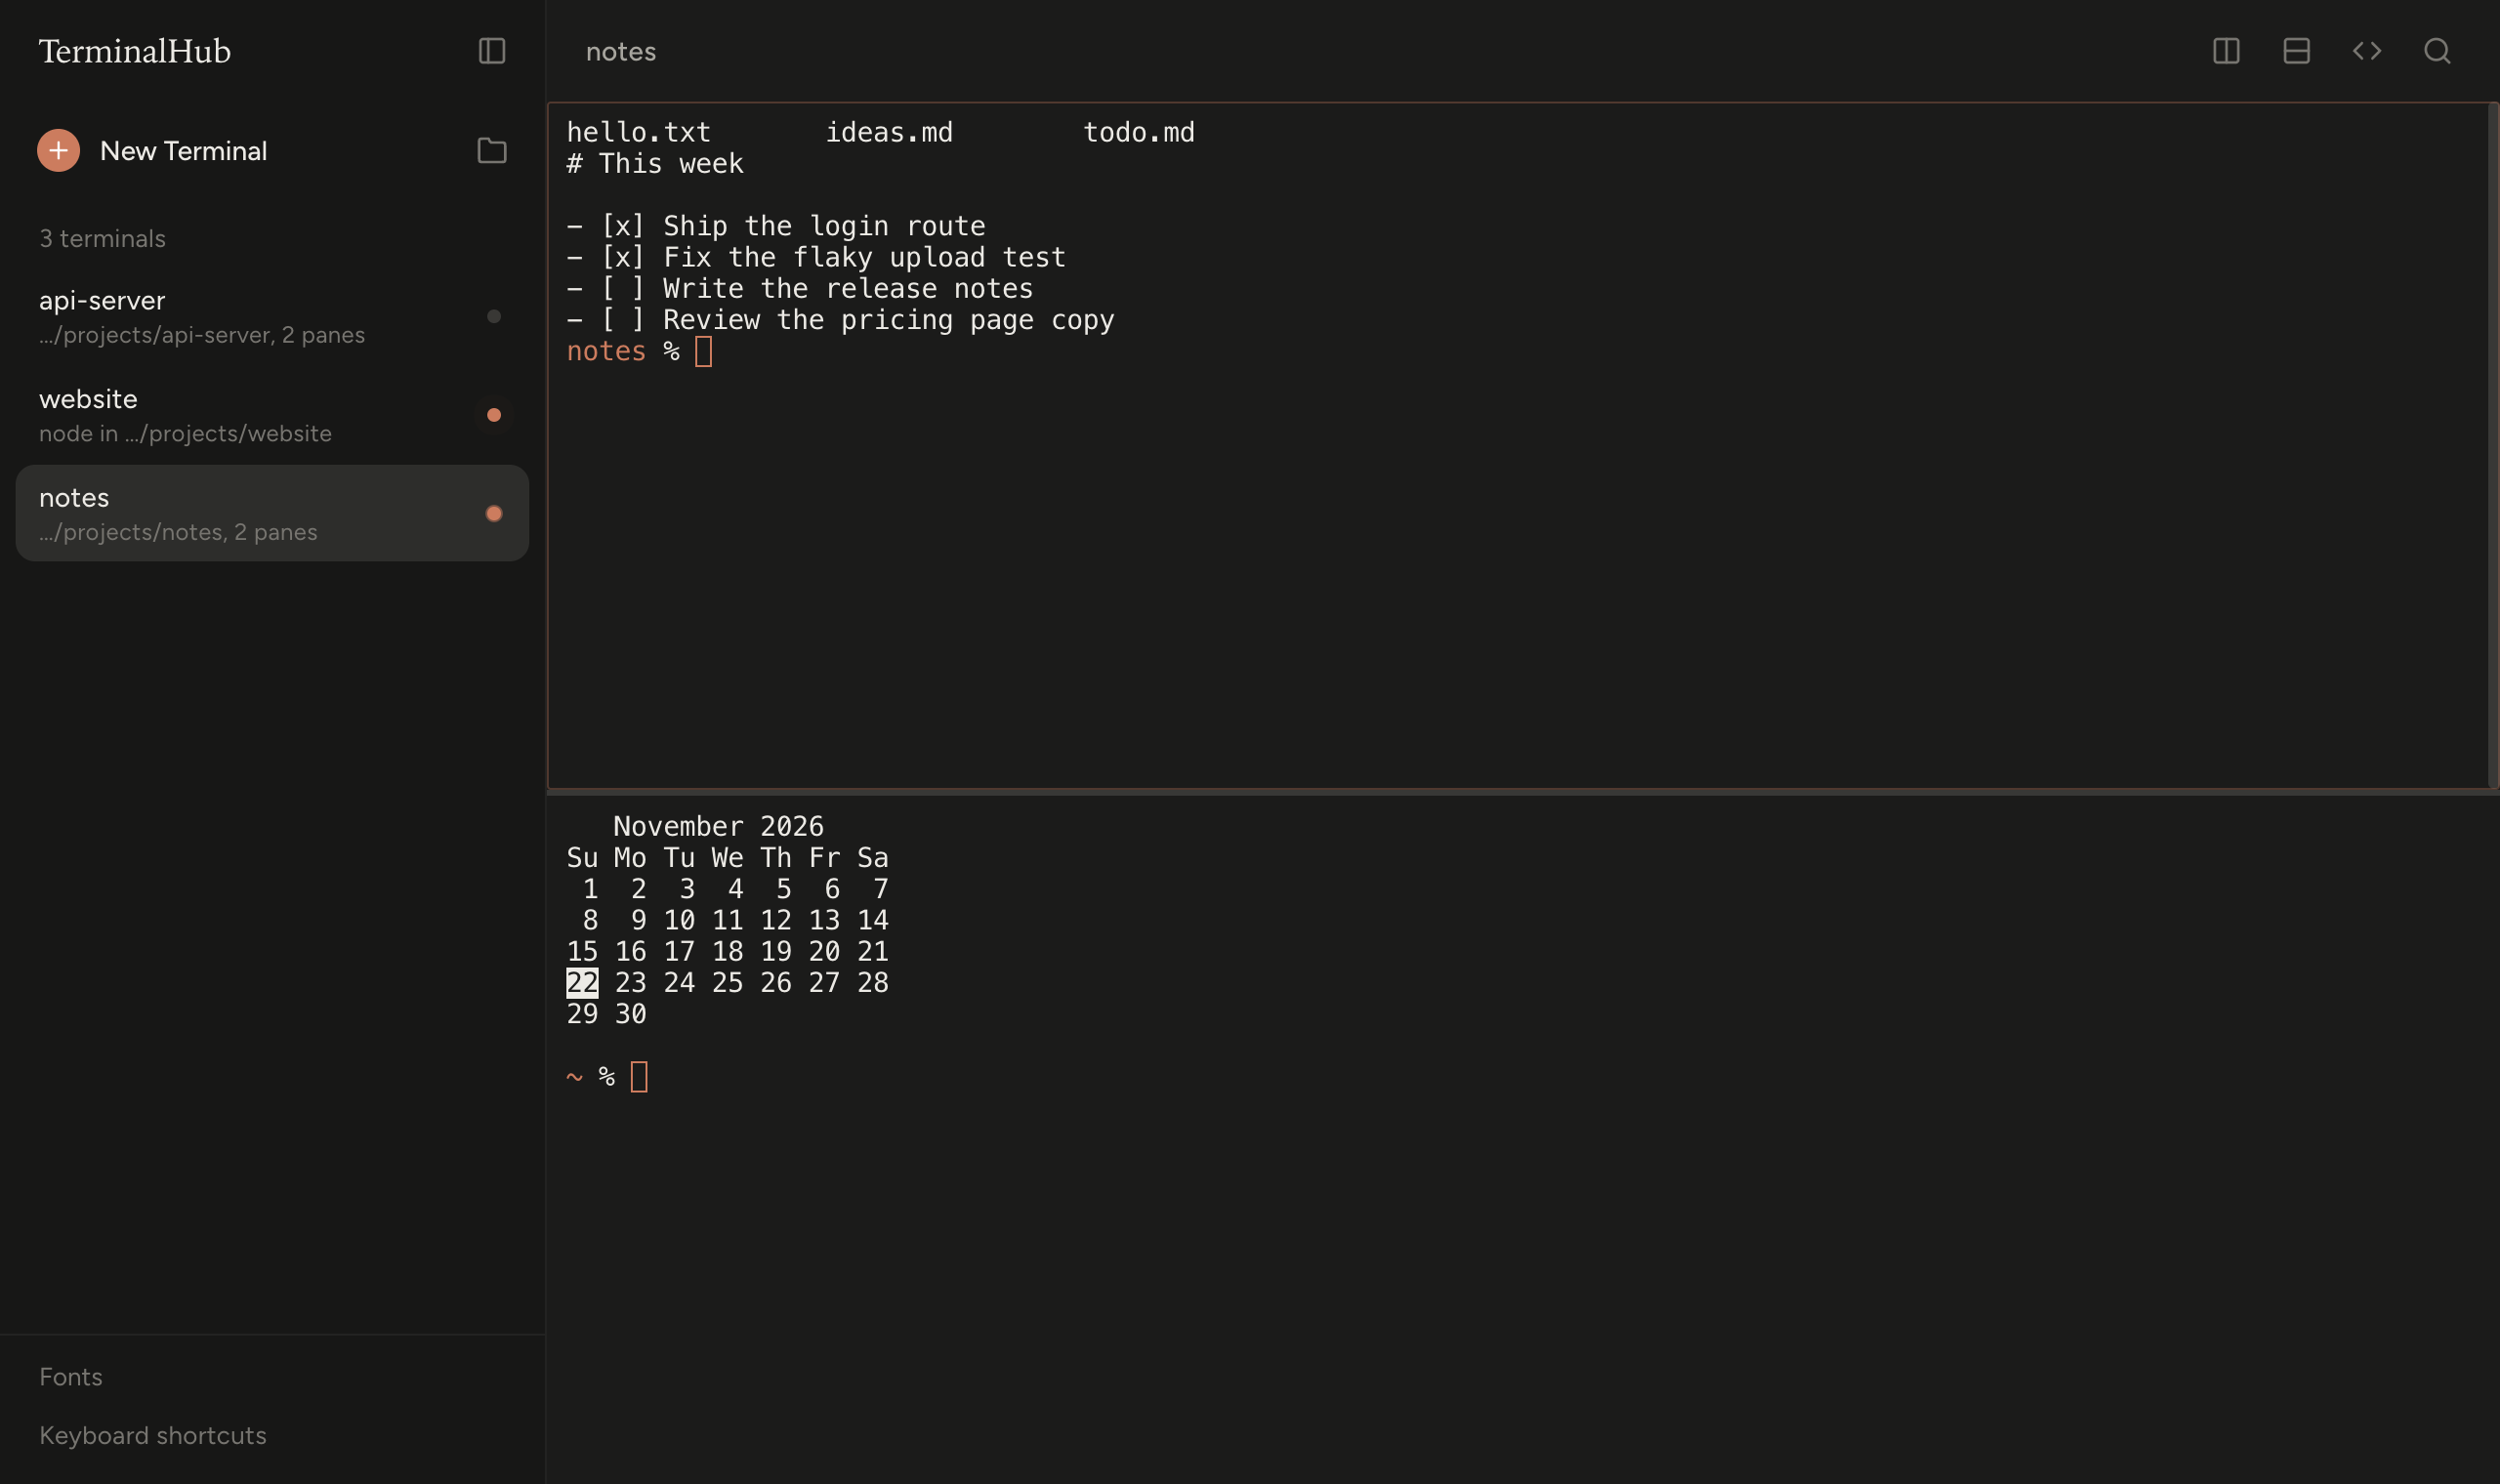 TerminalHub
New Terminal
3 terminals
api-server
.../projects/api-server, 2 panes
website
node in .../projects/website
notes
.../projects/notes, 2 panes
Fonts
Keyboard shortcuts
notes
hello.txt       ideas.md        todo.md
# This week
- [x] Ship the login route
- [x] Fix the flaky upload test
- [ ] Write the release notes
- [ ] Review the pricing page copy
notes %
   November 2026
Su Mo Tu We Th Fr Sa
 1  2  3  4  5  6  7
 8  9 10 11 12 13 14
15 16 17 18 19 20 21
22 23 24 25 26 27 28
29 30
~ %